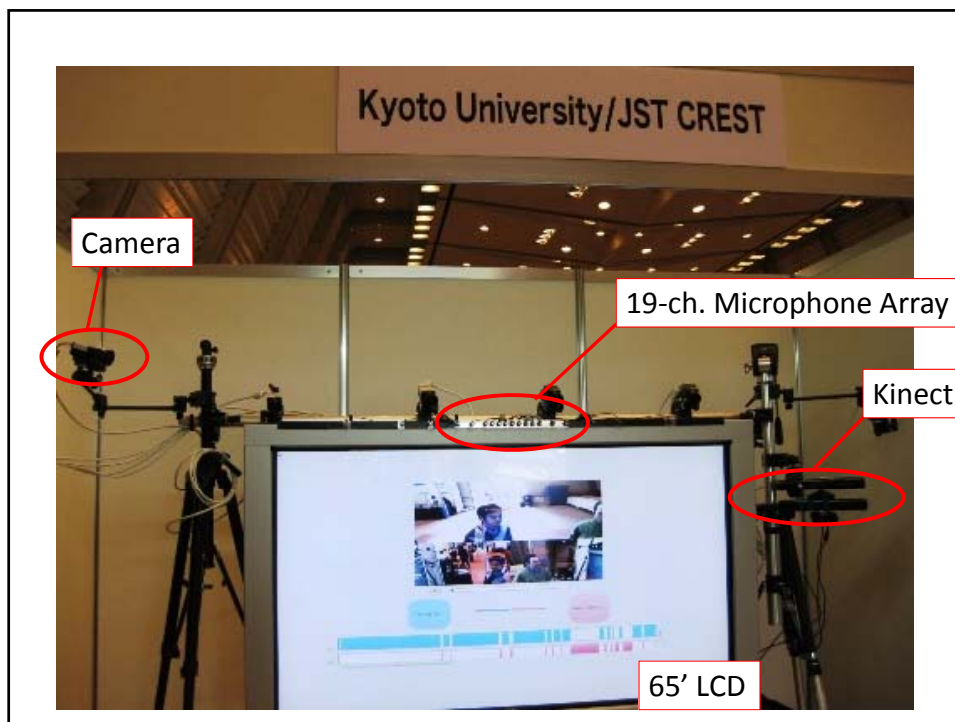 Kyoto University/JST CREST
Camera
19-ch. Microphone Array
Kinect
65’ LCD